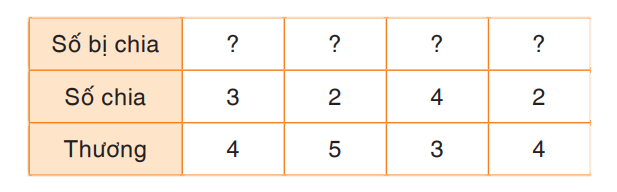 Số bị chia ? ? ? ?
Số chia 3 2 4 2
Thương 4 5 3 4